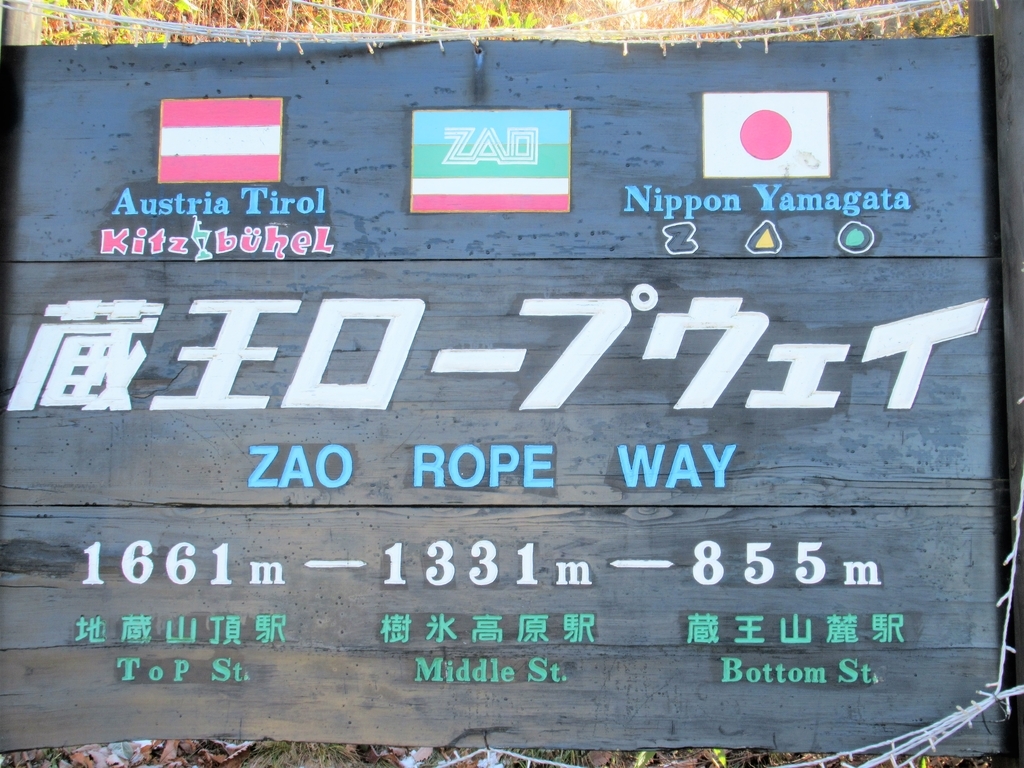 ZAO
Austria Tirol Nippon Yamagata
Kitzbühel Z A O
蔵王ロープウェイ
ZAO ROPE WAY
1661m ー 1331m ー 855m
地蔵山頂駅 樹氷高原駅 蔵王山麓駅
ToP St. Middle St. Bottom St.